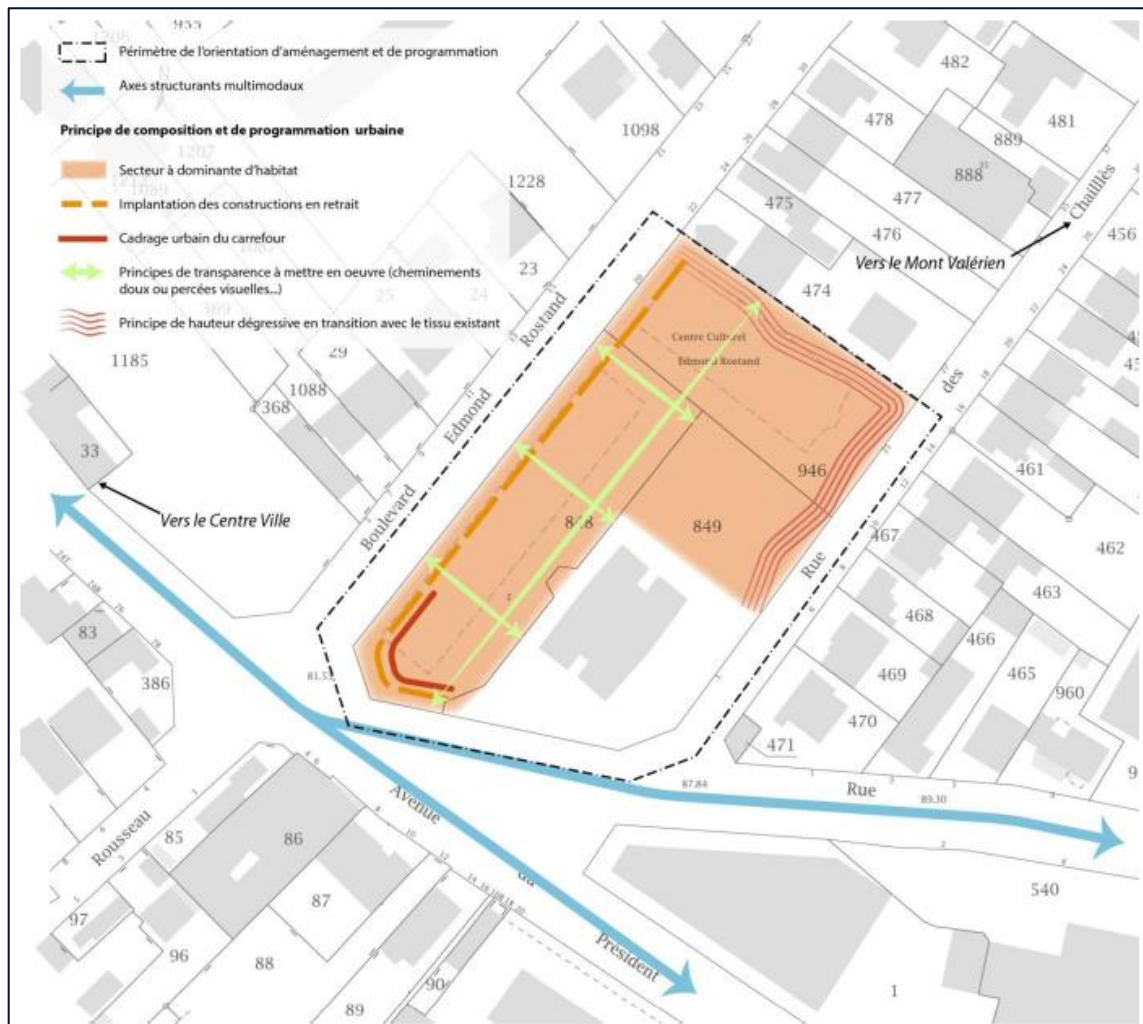 Périmètre de l'orientation d'aménagement et de programmation
Axes structurants multimodaux
Principe de composition et de programmation urbaine
Secteur à dominante d'habitat
Implantation des constructions en retrait
Cadrage urbain du carrefour
Principes de transparence à mettre en oeuvre (cheminements
doux ou percées visuelles...)
Principe de hauteur dégressive en transition avec le tissu existant
482
478
889
481
1098
888
477
Chaillès
1228
475
476
456
Vers le Mont Valérien
23
474
Rostand
Centre Culturel
Edmond Rostand
1185
29
1088
368
Edmond
des
33
946
461
Boulevard
Vers le Centre Ville
848
849
467
462
Rue
463
468
466
83
469
465
386
960
470
471
87.84
Rue
89.30
Avenue
Rousseau
85
86
du
540
87
97
96
Président
88
90
89
1